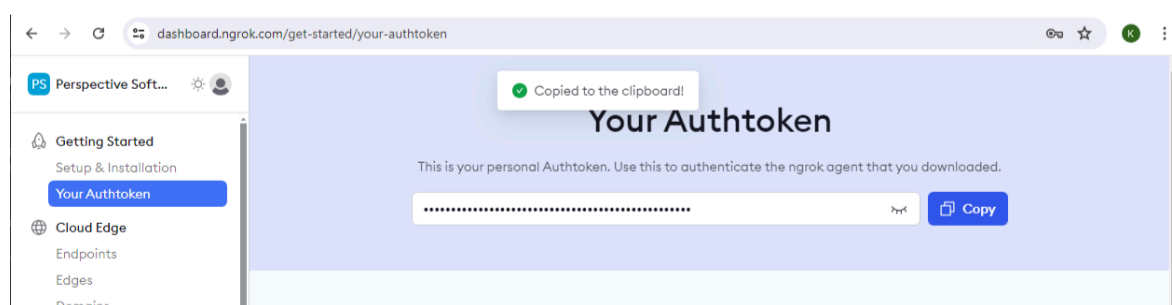 dashboard.ngrok.com/get-started/your-authtoken
K
PS Perspective Soft...
Copied to the clipboard!
Your Authtoken
Getting Started
Setup & Installation
Your Authtoken
This is your personal Authtoken. Use this to authenticate the ngrok agent that you downloaded.
••••••••••••••••••••••••••••••••••••••••••••••••• Copy
Cloud Edge
Endpoints
Edges
Domains